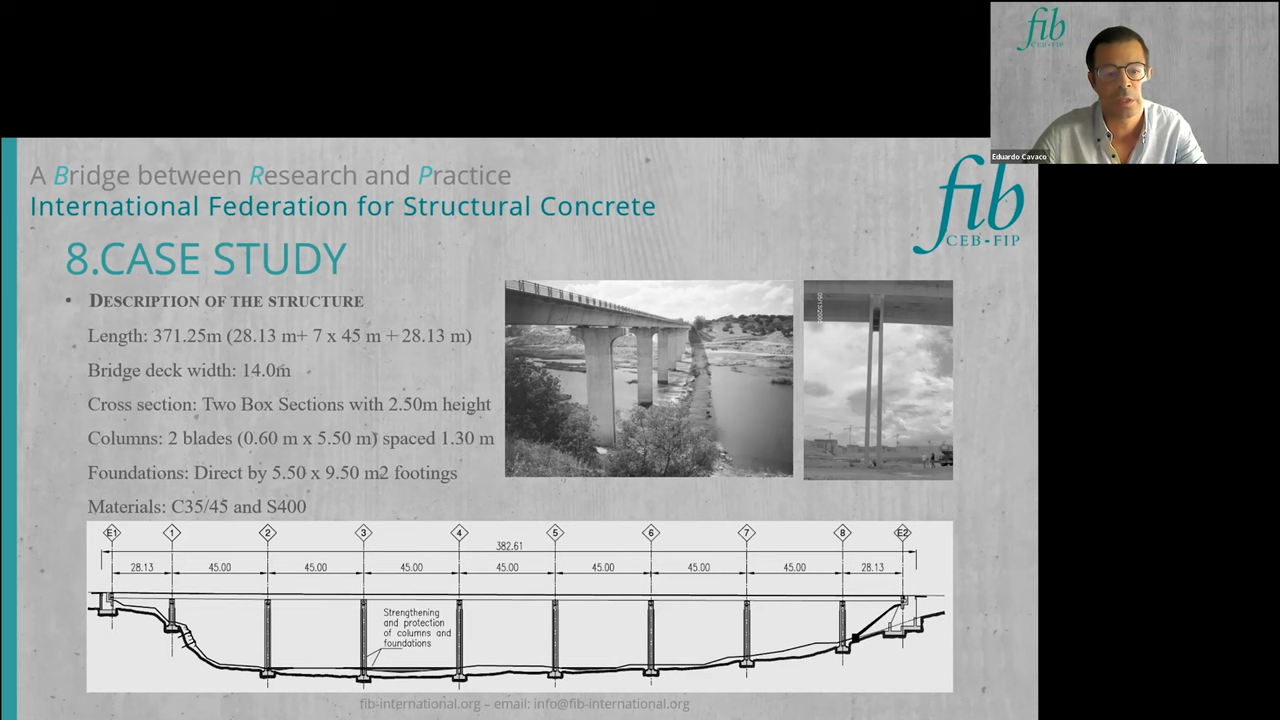 fib
CEB-FIP
Eduardo Cavaco
A Bridge between Research and Practice
International Federation for Structural Concrete
fib
CEB-FIP
8.CASE STUDY
• DESCRIPTION OF THE STRUCTURE
Length: 371.25m (28.13 m+ 7 x 45 m + 28.13 m)
Bridge deck width: 14.0m
Cross section: Two Box Sections with 2.50m height
Columns: 2 blades (0.60 m x 5.50 m) spaced 1.30 m
Foundations: Direct by 5.50 x 9.50 m2 footings
Materials: C35/45 and S400
E1 1 2 3 4 5 6 7 8 E2
382.61
28.13 45.00 45.00 45.00 45.00 45.00 45.00 45.00 28.13
Strengthening
and protection
of columns and
foundations
fib-international.org – email: info@fib-international.org